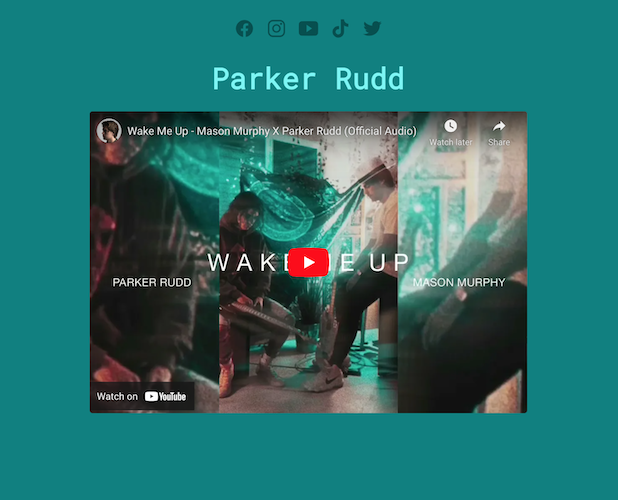 Parker Rudd
Wake Me Up - Mason Murphy X Parker Rudd (Official Audio)
Watch later
Share
WAKE ME UP
PARKER RUDD
MASON MURPHY
Watch on YouTube